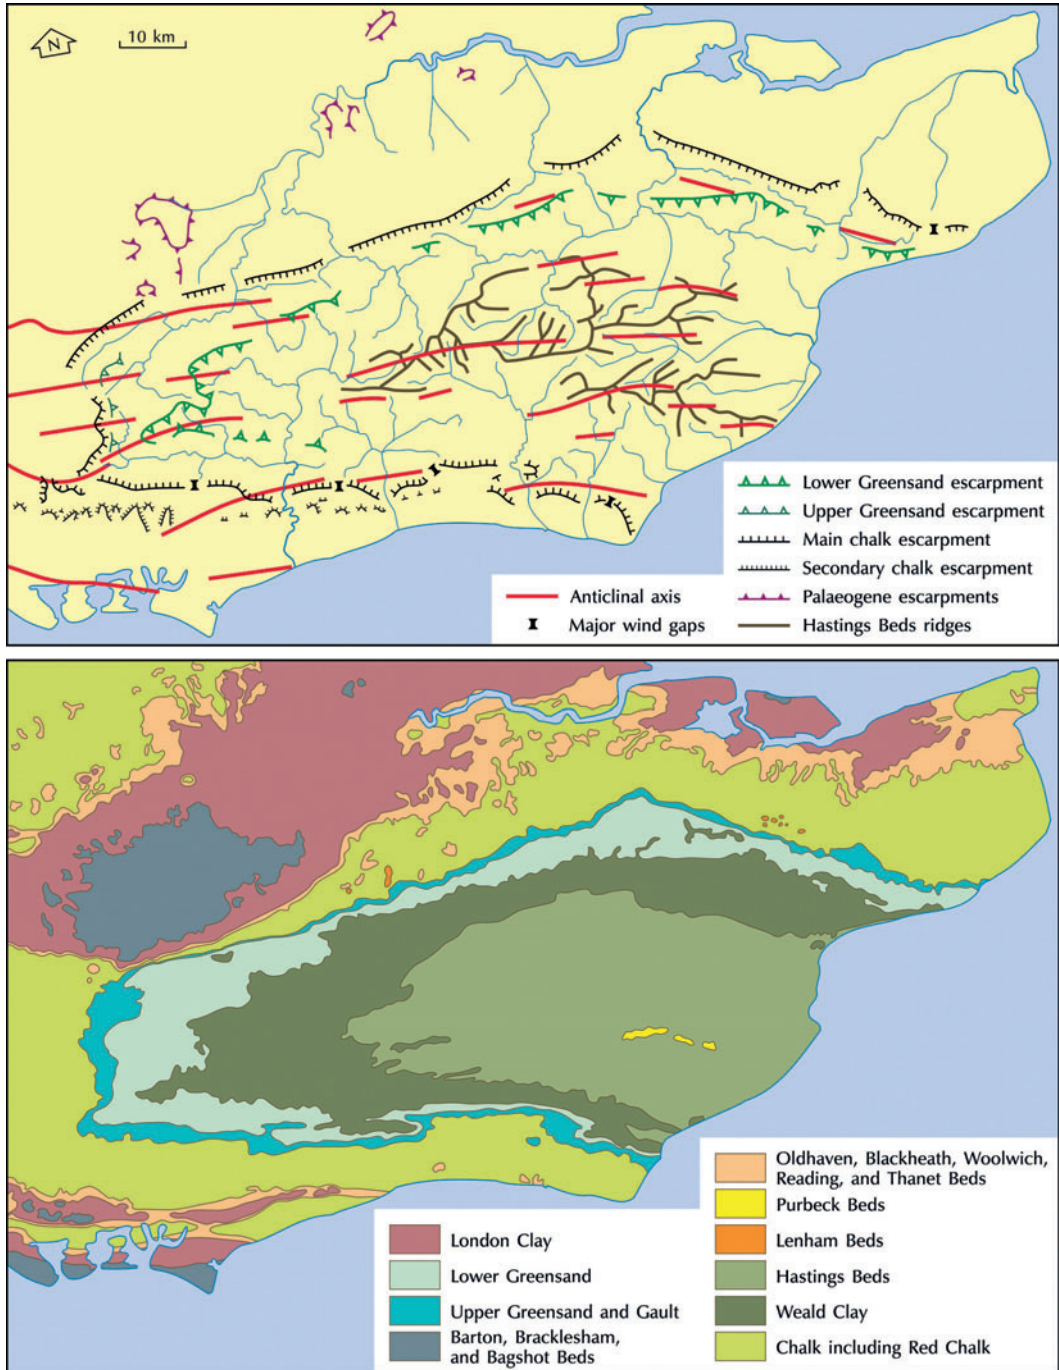 N
10 km
Lower Greensand escarpment
Upper Greensand escarpment
Main chalk escarpment
Secondary chalk escarpment
Anticlinal axis
Palaeogene escarpments
Major wind gaps
Hastings Beds ridges
Oldhaven, Blackheath, Woolwich,
Reading, and Thanet Beds
Purbeck Beds
London Clay
Lenham Beds
Lower Greensand
Hastings Beds
Upper Greensand and Gault
Weald Clay
Barton, Bracklesham,
and Bagshot Beds
Chalk including Red Chalk